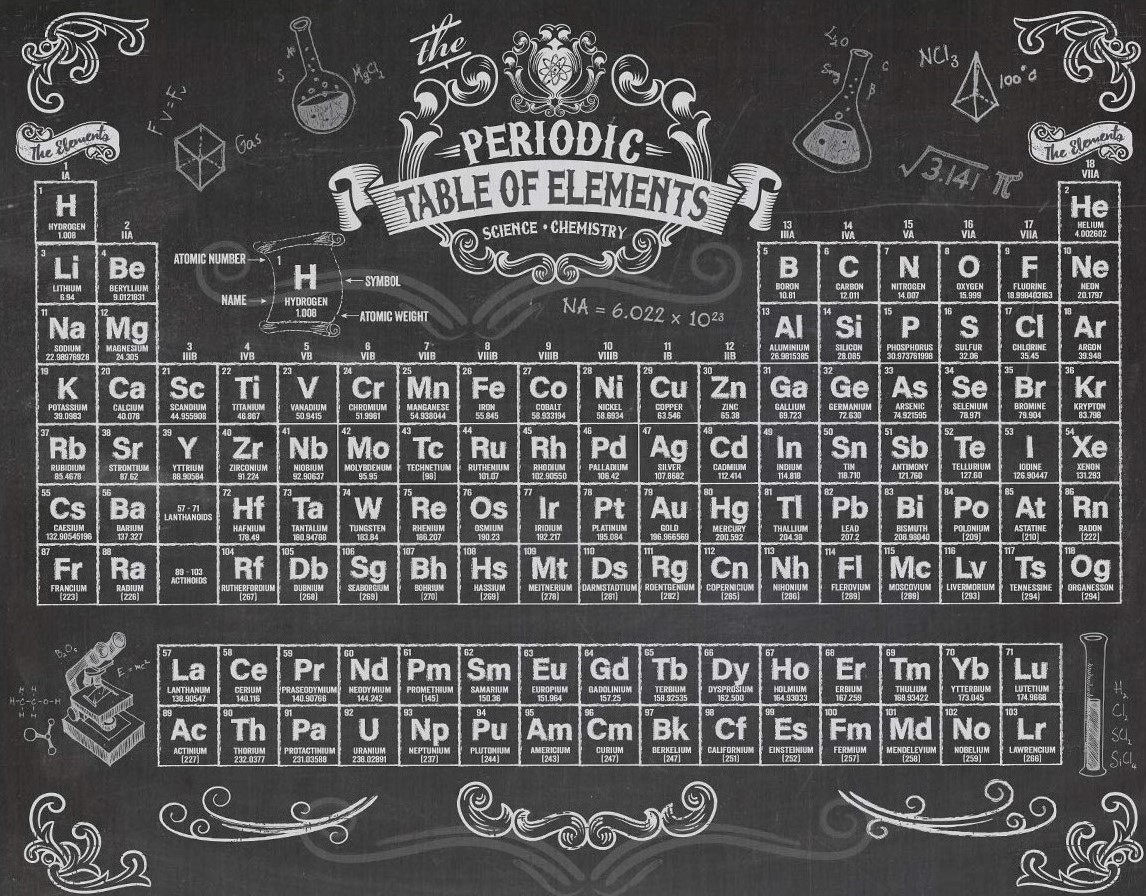 the
PERIODIC
TABLE OF ELEMENTS
SCIENCE • CHEMISTRY
S
MgCl₂
Gas
C
B
NCl₃
100°
√3.141 π
The Elements
The Elements
IA
18
VIIA
1
H
HYDROGEN
1.008
2
He
HELIUM
4.002602
ATOMIC NUMBER
1
H
HYDROGEN
1.008
SYMBOL
NAME
ATOMIC WEIGHT
NA = 6.022 x 10²³
2 13 14 15 16 17
IIA IIIA IVA VA VIA VIIA
3 4 5 6 7 8 9 10
Li Be B C N O F Ne
LITHIUM BERYLLIUM BORON CARBON NITROGEN OXYGEN FLUORINE NEON
6.94 9.0121831 10.81 12.011 14.007 15.999 18.998403163 20.1797
11 12 13 14 15 16 17 18
Na Mg Al Si P S Cl Ar
SODIUM MAGNESIUM ALUMINIUM SILICON PHOSPHORUS SULFUR CHLORINE ARGON
22.98976928 24.305 26.9815385 28.085 30.973761998 32.06 35.45 39.948
3 4 5 6 7 8 9 10 11 12
IIIB IVB VB VIB VIIB VIIIB VIIIB VIIIB IB IIB
19 20 21 22 23 24 25 26 27 28 29 30 31 32 33 34 35 36
K Ca Sc Ti V Cr Mn Fe Co Ni Cu Zn Ga Ge As Se Br Kr
POTASSIUM CALCIUM SCANDIUM TITANIUM VANADIUM CHROMIUM MANGANESE IRON COBALT NICKEL COPPER ZINC GALLIUM GERMANIUM ARSENIC SELENIUM BROMINE KRYPTON
39.0983 40.078 44.955908 46.867 50.9415 51.9961 54.938044 55.845 58.933194 58.6934 63.546 65.38 69.723 72.630 74.921595 78.971 79.904 83.798
37 38 39 40 41 42 43 44 45 46 47 48 49 50 51 52 53 54
Rb Sr Y Zr Nb Mo Tc Ru Rh Pd Ag Cd In Sn Sb Te I Xe
RUBIDIUM STRONTIUM YTTRIUM ZIRCONIUM NIOBIUM MOLYBDENUM TECHNETIUM RUTHENIUM RHODIUM PALLADIUM SILVER CADMIUM INDIUM TIN ANTIMONY TELLURIUM IODINE XENON
85.4678 87.62 88.90584 91.224 92.90637 95.95 [98] 101.07 102.90550 106.42 107.8682 112.414 114.818 118.710 121.760 127.60 126.90447 131.293
55 56 57 - 71 72 73 74 75 76 77 78 79 80 81 82 83 84 85 86
Cs Ba LANTHANOIDS Hf Ta W Re Os Ir Pt Au Hg Tl Pb Bi Po At Rn
CAESIUM BARIUM HAFNIUM TANTALUM TUNGSTEN RHENIUM OSMIUM IRIDIUM PLATINUM GOLD MERCURY THALLIUM LEAD BISMUTH POLONIUM ASTATINE RADON
132.90545196 137.327 178.49 180.94788 183.84 186.207 190.23 192.217 195.084 196.966569 200.592 204.38 207.2 208.98040 [209] [210] [222]
87 88 89 - 103 104 105 106 107 108 109 110 111 112 113 114 115 116 117 118
Fr Ra ACTINOIDS Rf Db Sg Bh Hs Mt Ds Rg Cn Nh Fl Mc Lv Ts Og
FRANCIUM RADIUM RUTHERFORDIUM DUBNIUM SEABORGIUM BOHRIUM HASSIUM MEITNERIUM DARMSTADTIUM ROENTGENIUM COPERNICIUM NIHONIUM FLEROVIUM MOSCOVIUM LIVERMORIUM TENNESSINE ORGANESSON
[223] [226] [267] [268] [269] [270] [269] [278] [281] [282] [285] [286] [289] [289] [293] [294] [294]
57 58 59 60 61 62 63 64 65 66 67 68 69 70 71
La Ce Pr Nd Pm Sm Eu Gd Tb Dy Ho Er Tm Yb Lu
LANTHANUM CERIUM PRASEODYMIUM NEODYMIUM PROMETHIUM SAMARIUM EUROPIUM GADOLINIUM TERBIUM DYSPROSIUM HOLMIUM ERBIUM THULIUM YTTERBIUM LUTETIUM
138.90547 140.116 140.90766 144.242 [145] 150.36 151.964 157.25 158.92535 162.500 164.93033 167.259 168.93422 173.045 174.9668
89 90 91 92 93 94 95 96 97 98 99 100 101 102 103
Ac Th Pa U Np Pu Am Cm Bk Cf Es Fm Md No Lr
ACTINIUM THORIUM PROTACTINIUM URANIUM NEPTUNIUM PLUTONIUM AMERICIUM CURIUM BERKELIUM CALIFORNIUM EINSTEINIUM FERMIUM MENDELEVIUM NOBELIUM LAWRENCIUM
[227] 232.0377 231.03588 238.02891 [237] [244] [243] [247] [247] [251] [252] [257] [258] [259] [266]
H-C-C-O-H
SiCl₄